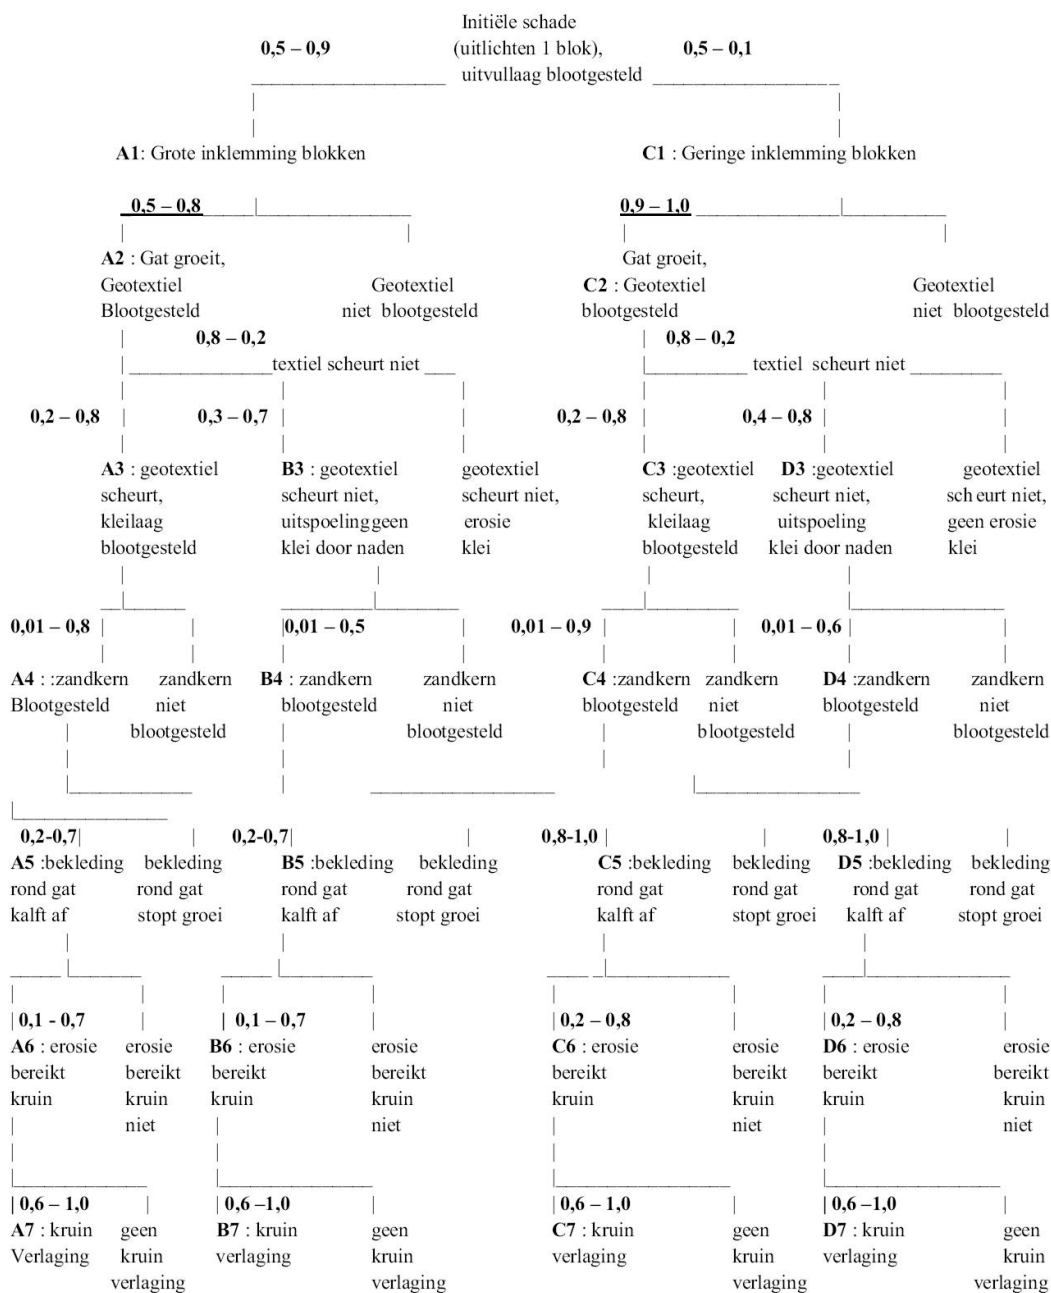 Initiële schade
0,5 – 0,9 (uitlichten 1 blok), 0,5 – 0,1
uitvullaag blootgesteld
A1: Grote inklemming blokken C1 : Geringe inklemming blokken
0,5 – 0,8 0,9 – 1,0
A2 : Gat groeit, Gat groeit,
Geotextiel Geotextiel C2 : Geotextiel Geotextiel
Blootgesteld niet blootgesteld blootgesteld niet blootgesteld
0,8 – 0,2 0,8 – 0,2
textiel scheurt niet textiel scheurt niet
0,2 – 0,8 0,3 – 0,7 0,2 – 0,8 0,4 – 0,8
A3 : geotextiel B3 : geotextiel geotextiel C3 :geotextiel D3 :geotextiel geotextiel
scheurt, scheurt niet, scheurt niet, scheurt, scheurt niet, scheurt niet,
kleilaag uitspoelinggeen erosie kleilaag uitspoeling geen erosie
blootgesteld klei door naden klei blootgesteld klei door naden klei
0,01 – 0,8 0,01 – 0,5 0,01 – 0,9 0,01 – 0,6
A4 : :zandkern zandkern B4 : zandkern zandkern C4 :zandkern zandkern D4 :zandkern zandkern
Blootgesteld niet blootgesteld niet blootgesteld niet blootgesteld niet
blootgesteld blootgesteld blootgesteld blootgesteld
0,2-0,7 0,2-0,7 0,8-1,0 0,8-1,0
A5 :bekleding bekleding B5 :bekleding bekleding C5 :bekleding bekleding D5 :bekleding bekleding
rond gat rond gat rond gat rond gat rond gat rond gat rond gat rond gat
kalft af stopt groei kalft af stopt groei kalft af stopt groei kalft af stopt groei
0,1 - 0,7 0,1 – 0,7 0,2 – 0,8 0,2 – 0,8
A6 : erosie erosie B6 : erosie erosie C6 : erosie erosie D6 : erosie erosie
bereikt bereikt bereikt bereikt bereikt bereikt bereikt bereikt
kruin kruin kruin kruin kruin kruin kruin kruin
niet niet niet niet
0,6 – 1,0 0,6 –1,0 0,6 – 1,0 0,6 –1,0
A7 : kruin geen B7 : kruin geen C7 : kruin geen D7 : kruin geen
Verlaging kruin verlaging kruin verlaging kruin verlaging kruin
verlaging verlaging verlaging verlaging